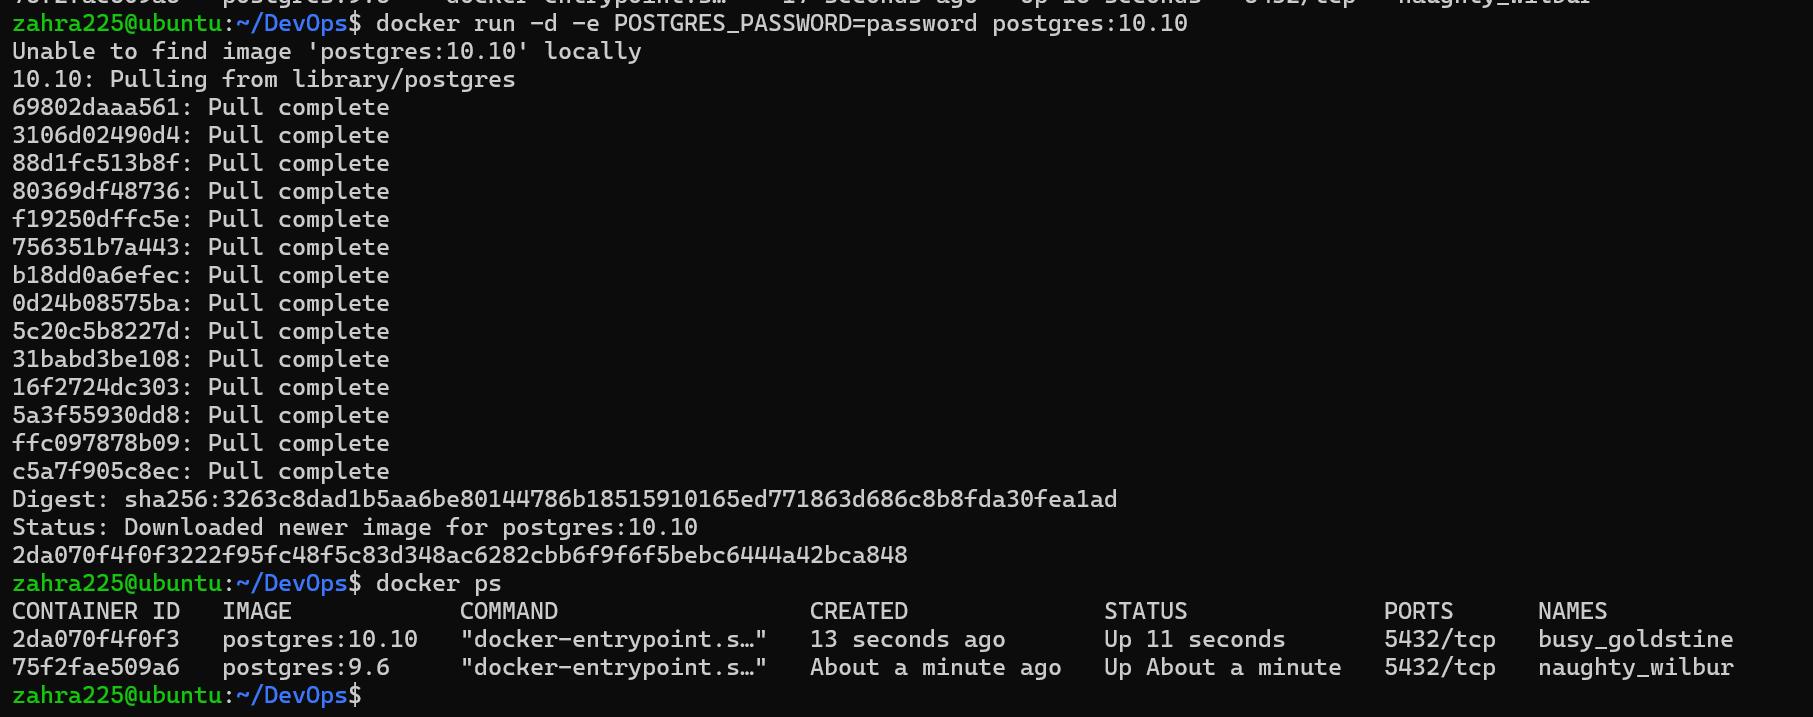 zahra225@ubuntu:~/DevOps$ docker run -d -e POSTGRES_PASSWORD=password postgres:10.10
Unable to find image 'postgres:10.10' locally
10.10: Pulling from library/postgres
69802daaa561: Pull complete
3106d02490d4: Pull complete
88d1fc513b8f: Pull complete
80369df48736: Pull complete
f19250dffc5e: Pull complete
756351b7a443: Pull complete
b18dd0a6efec: Pull complete
0d24b08575ba: Pull complete
5c20c5b8227d: Pull complete
31babd3be108: Pull complete
16f2724dc303: Pull complete
5a3f55930dd8: Pull complete
ffc097878b09: Pull complete
c5a7f905c8ec: Pull complete
Digest: sha256:3263c8dad1b5aa6be80144786b18515910165ed771863d686c8b8fda30fea1ad
Status: Downloaded newer image for postgres:10.10
2da070f4f0f3222f95fc48f5c83d348ac6282cbb6f9f6f5bebc6444a42bca848
zahra225@ubuntu:~/DevOps$ docker ps
CONTAINER ID   IMAGE            COMMAND                  CREATED              STATUS              PORTS      NAMES
2da070f4f0f3   postgres:10.10   "docker-entrypoint.s…"   13 seconds ago       Up 11 seconds       5432/tcp   busy_goldstine
75f2fae509a6   postgres:9.6     "docker-entrypoint.s…"   About a minute ago   Up About a minute   5432/tcp   naughty_wilbur
zahra225@ubuntu:~/DevOps$